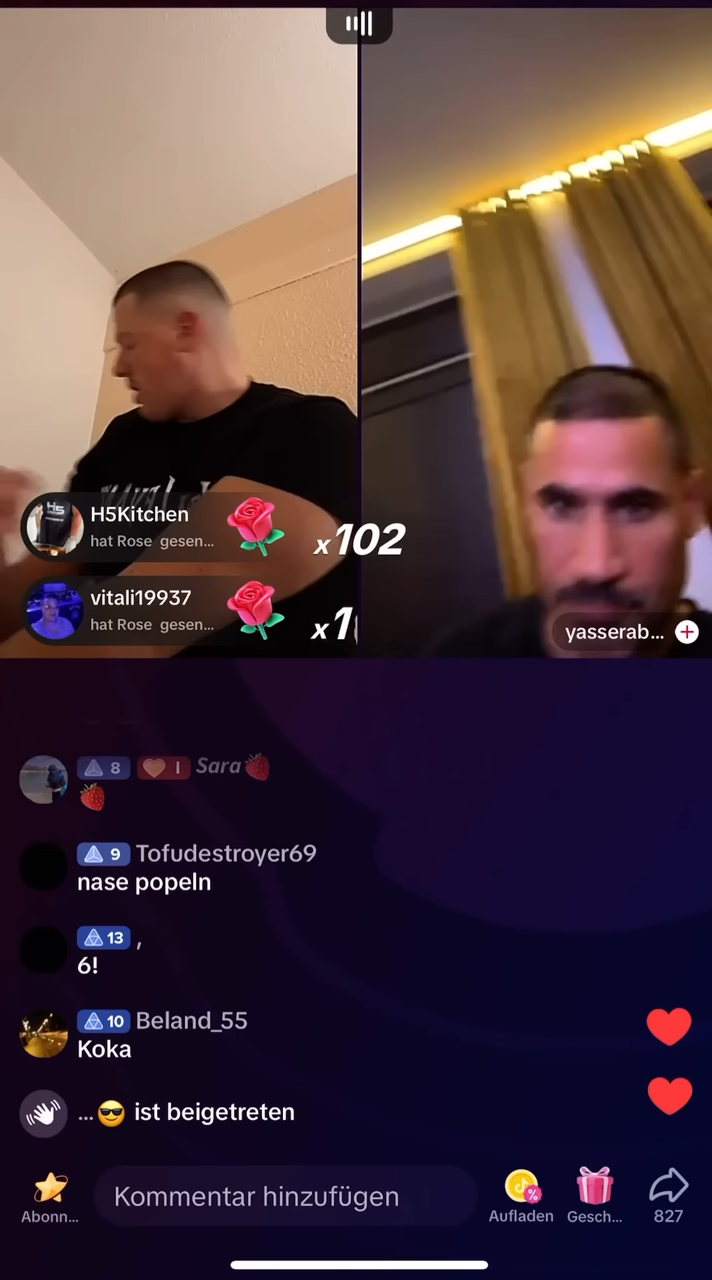 H5Kitchen
hat Rose gesen...
x102
vitali19937
hat Rose gesen...
x1
yasserab...
8 I Sara
9 Tofudestroyer69
nase popeln
13 ,
6!
10 Beland_55
Koka
...😎 ist beigetreten
Kommentar hinzufügen
Abonn...
Aufladen
Gesch...
827